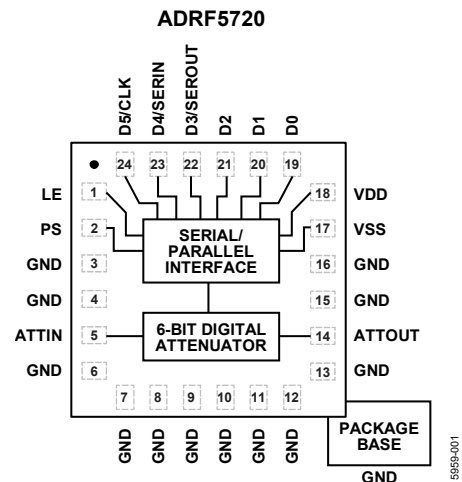 ADRF5720
D5/CLK
D4/SERIN
D3/SEROUT
D2
D1
D0
24
23
22
21
20
19
LE
1
18
VDD
PS
2
17
VSS
GND
3
16
GND
GND
4
15
GND
ATTIN
5
14
ATTOUT
GND
6
13
GND
SERIAL/
PARALLEL
INTERFACE
6-BIT DIGITAL
ATTENUATOR
7
8
9
10
11
12
GND
GND
GND
GND
GND
GND
PACKAGE
BASE
GND
5959-001